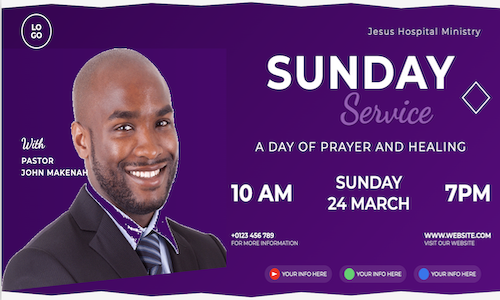 LO
GO
Jesus Hospital Ministry
SUNDAY
Service
A DAY OF PRAYER AND HEALING
With
PASTOR
JOHN MAKENAH
10 AM
SUNDAY
24 MARCH
7PM
+0123 456 789
FOR MORE INFORMATION
WWW.WEBSITE.COM
VISIT OUR WEBSITE
YOUR INFO HERE
YOUR INFO HERE
YOUR INFO HERE